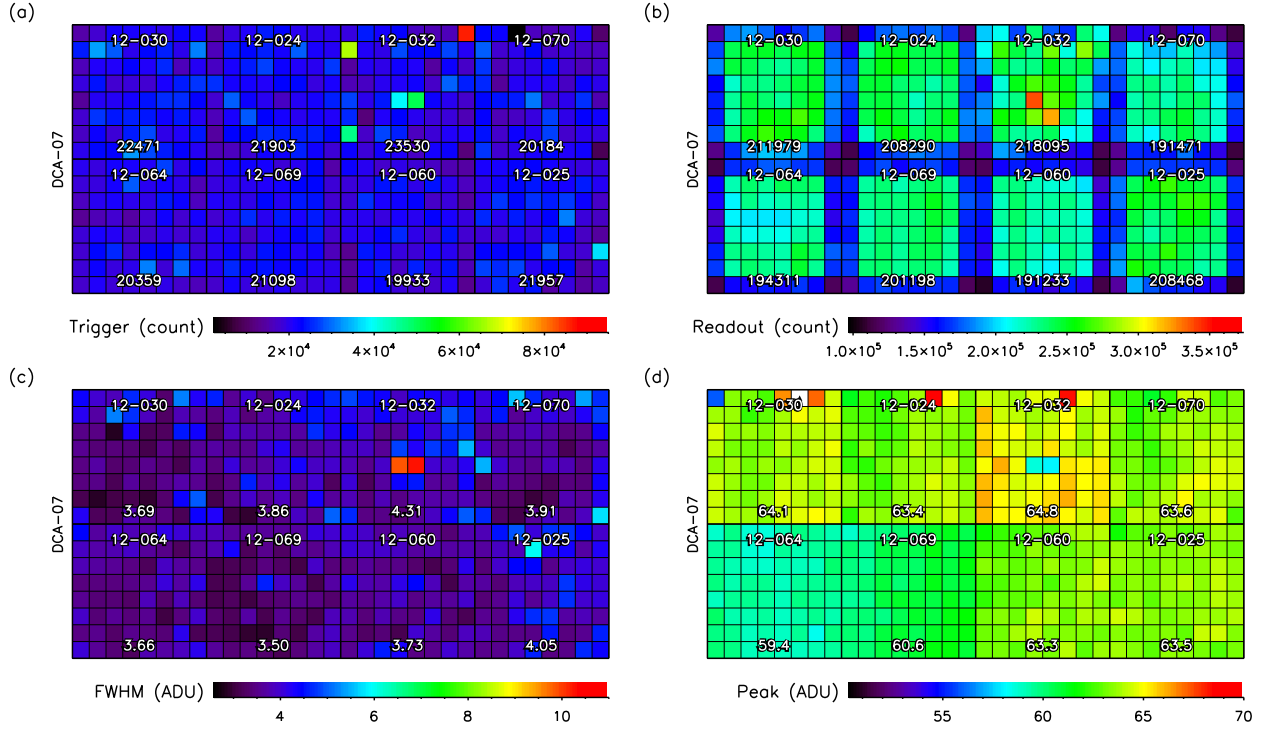 (a)
12-030 12-024 12-032 12-070
22471 21903 23530 20184
DCA-07
12-064 12-069 12-060 12-025
20359 21098 19933 21957
Trigger (count)
2×10⁴ 4×10⁴ 6×10⁴ 8×10⁴
(b)
12-030 12-024 12-032 12-070
211979 208290 218095 191471
DCA-07
12-064 12-069 12-060 12-025
194311 201198 191233 208468
Readout (count)
1.0×10⁵ 1.5×10⁵ 2.0×10⁵ 2.5×10⁵ 3.0×10⁵ 3.5×10⁵
(c)
12-030 12-024 12-032 12-070
3.69 3.86 4.31 3.91
DCA-07
12-064 12-069 12-060 12-025
3.66 3.50 3.73 4.05
FWHM (ADU)
4 6 8 10
(d)
12-030 12-024 12-032 12-070
64.1 63.4 64.8 63.6
DCA-07
12-064 12-069 12-060 12-025
59.4 60.6 63.3 63.5
Peak (ADU)
55 60 65 70